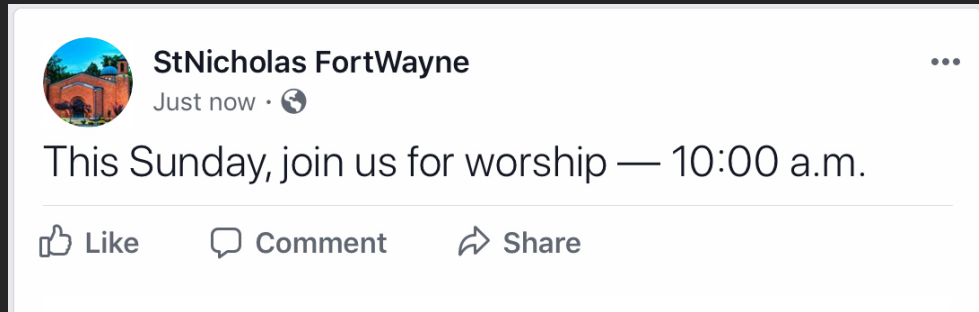 StNicholas FortWayne
Just now ·
This Sunday, join us for worship — 10:00 a.m.
Like Comment Share